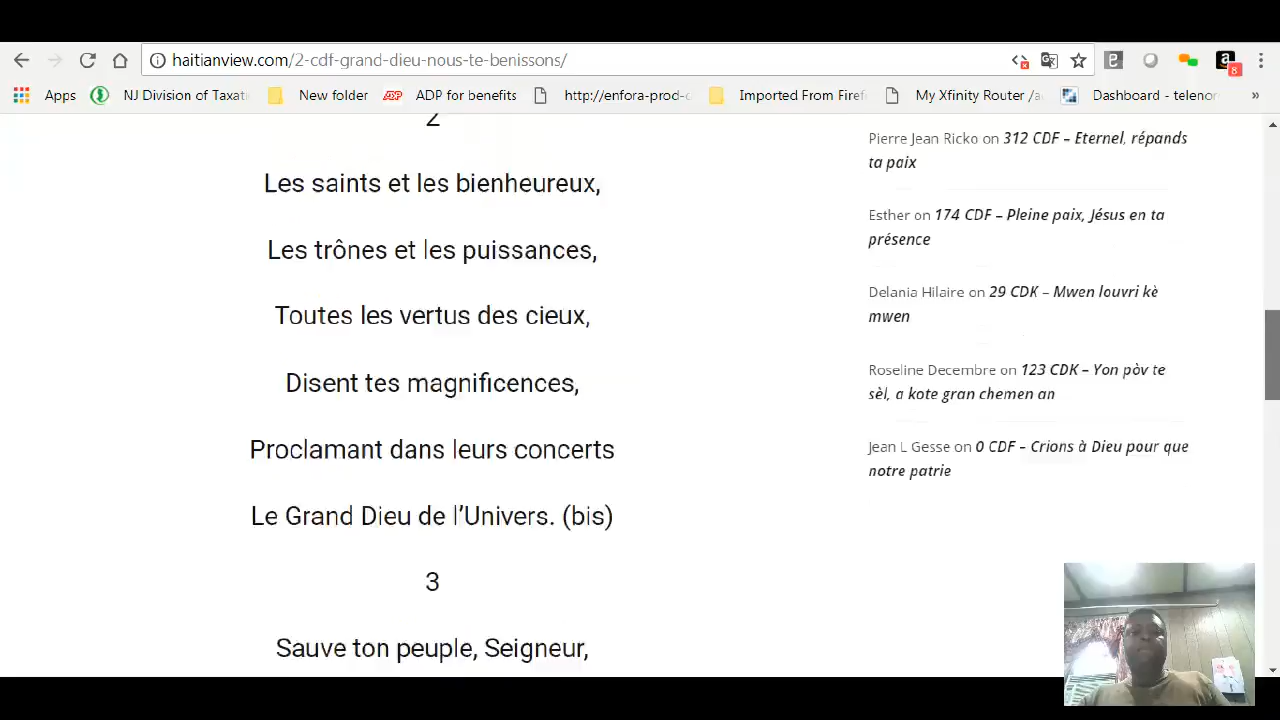 haitianview.com/2-cdf-grand-dieu-nous-te-benissons/
8
Apps
NJ Division of Taxati
New folder
ADP
ADP for benefits
http://enfora-prod-c
Imported From Firef
My Xfinity Router /a
Dashboard - telenor
»
2
Les saints et les bienheureux,
Les trônes et les puissances,
Toutes les vertus des cieux,
Disent tes magnificences,
Proclamant dans leurs concerts
Le Grand Dieu de l’Univers. (bis)
3
Sauve ton peuple, Seigneur,
Pierre Jean Ricko on 312 CDF – Eternel, répands
ta paix
Esther on 174 CDF – Pleine paix, Jésus en ta
présence
Delania Hilaire on 29 CDK – Mwen louvri kè
mwen
Roseline Decembre on 123 CDK – Yon pòv te
sèl, a kote gran chemen an
Jean L Gesse on 0 CDF – Crions à Dieu pour que
notre patrie